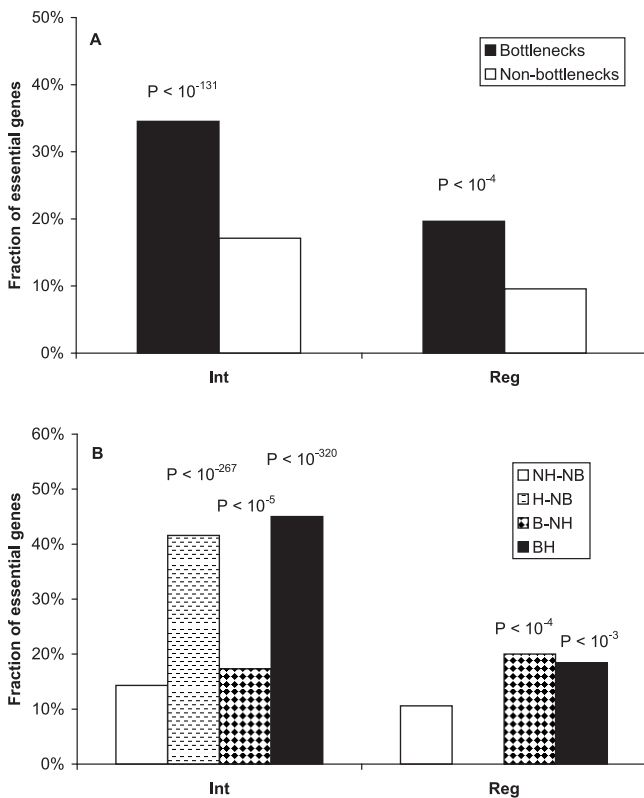 50%
A
Bottlenecks
Non-bottlenecks
40%
P < 10⁻¹³¹
30%
P < 10⁻⁴
20%
10%
0%
Int
Reg
Fraction of essential genes
60%
B
P < 10⁻³²⁰
P < 10⁻²⁶⁷
NH-NB
H-NB
B-NH
BH
50%
P < 10⁻⁵
40%
30%
P < 10⁻⁴
P < 10⁻³
20%
10%
0%
Int
Reg
Fraction of essential genes